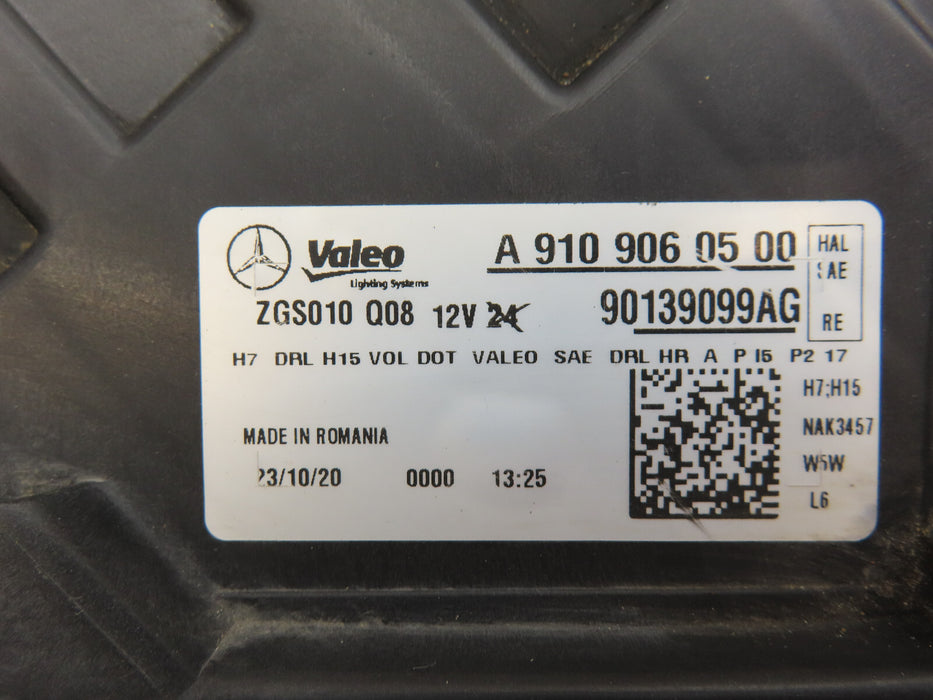 Valeo
Lighting Systems
A 910 906 05 00
HAL
SAE
RE
ZGS010 Q08 12V 24
90139099AG
H7 DRL H15 VOL DOT VALEO SAE DRL HR A P I5 P2 17
H7;H15
NAK3457
W5W
L6
MADE IN ROMANIA
23/10/20 0000 13:25